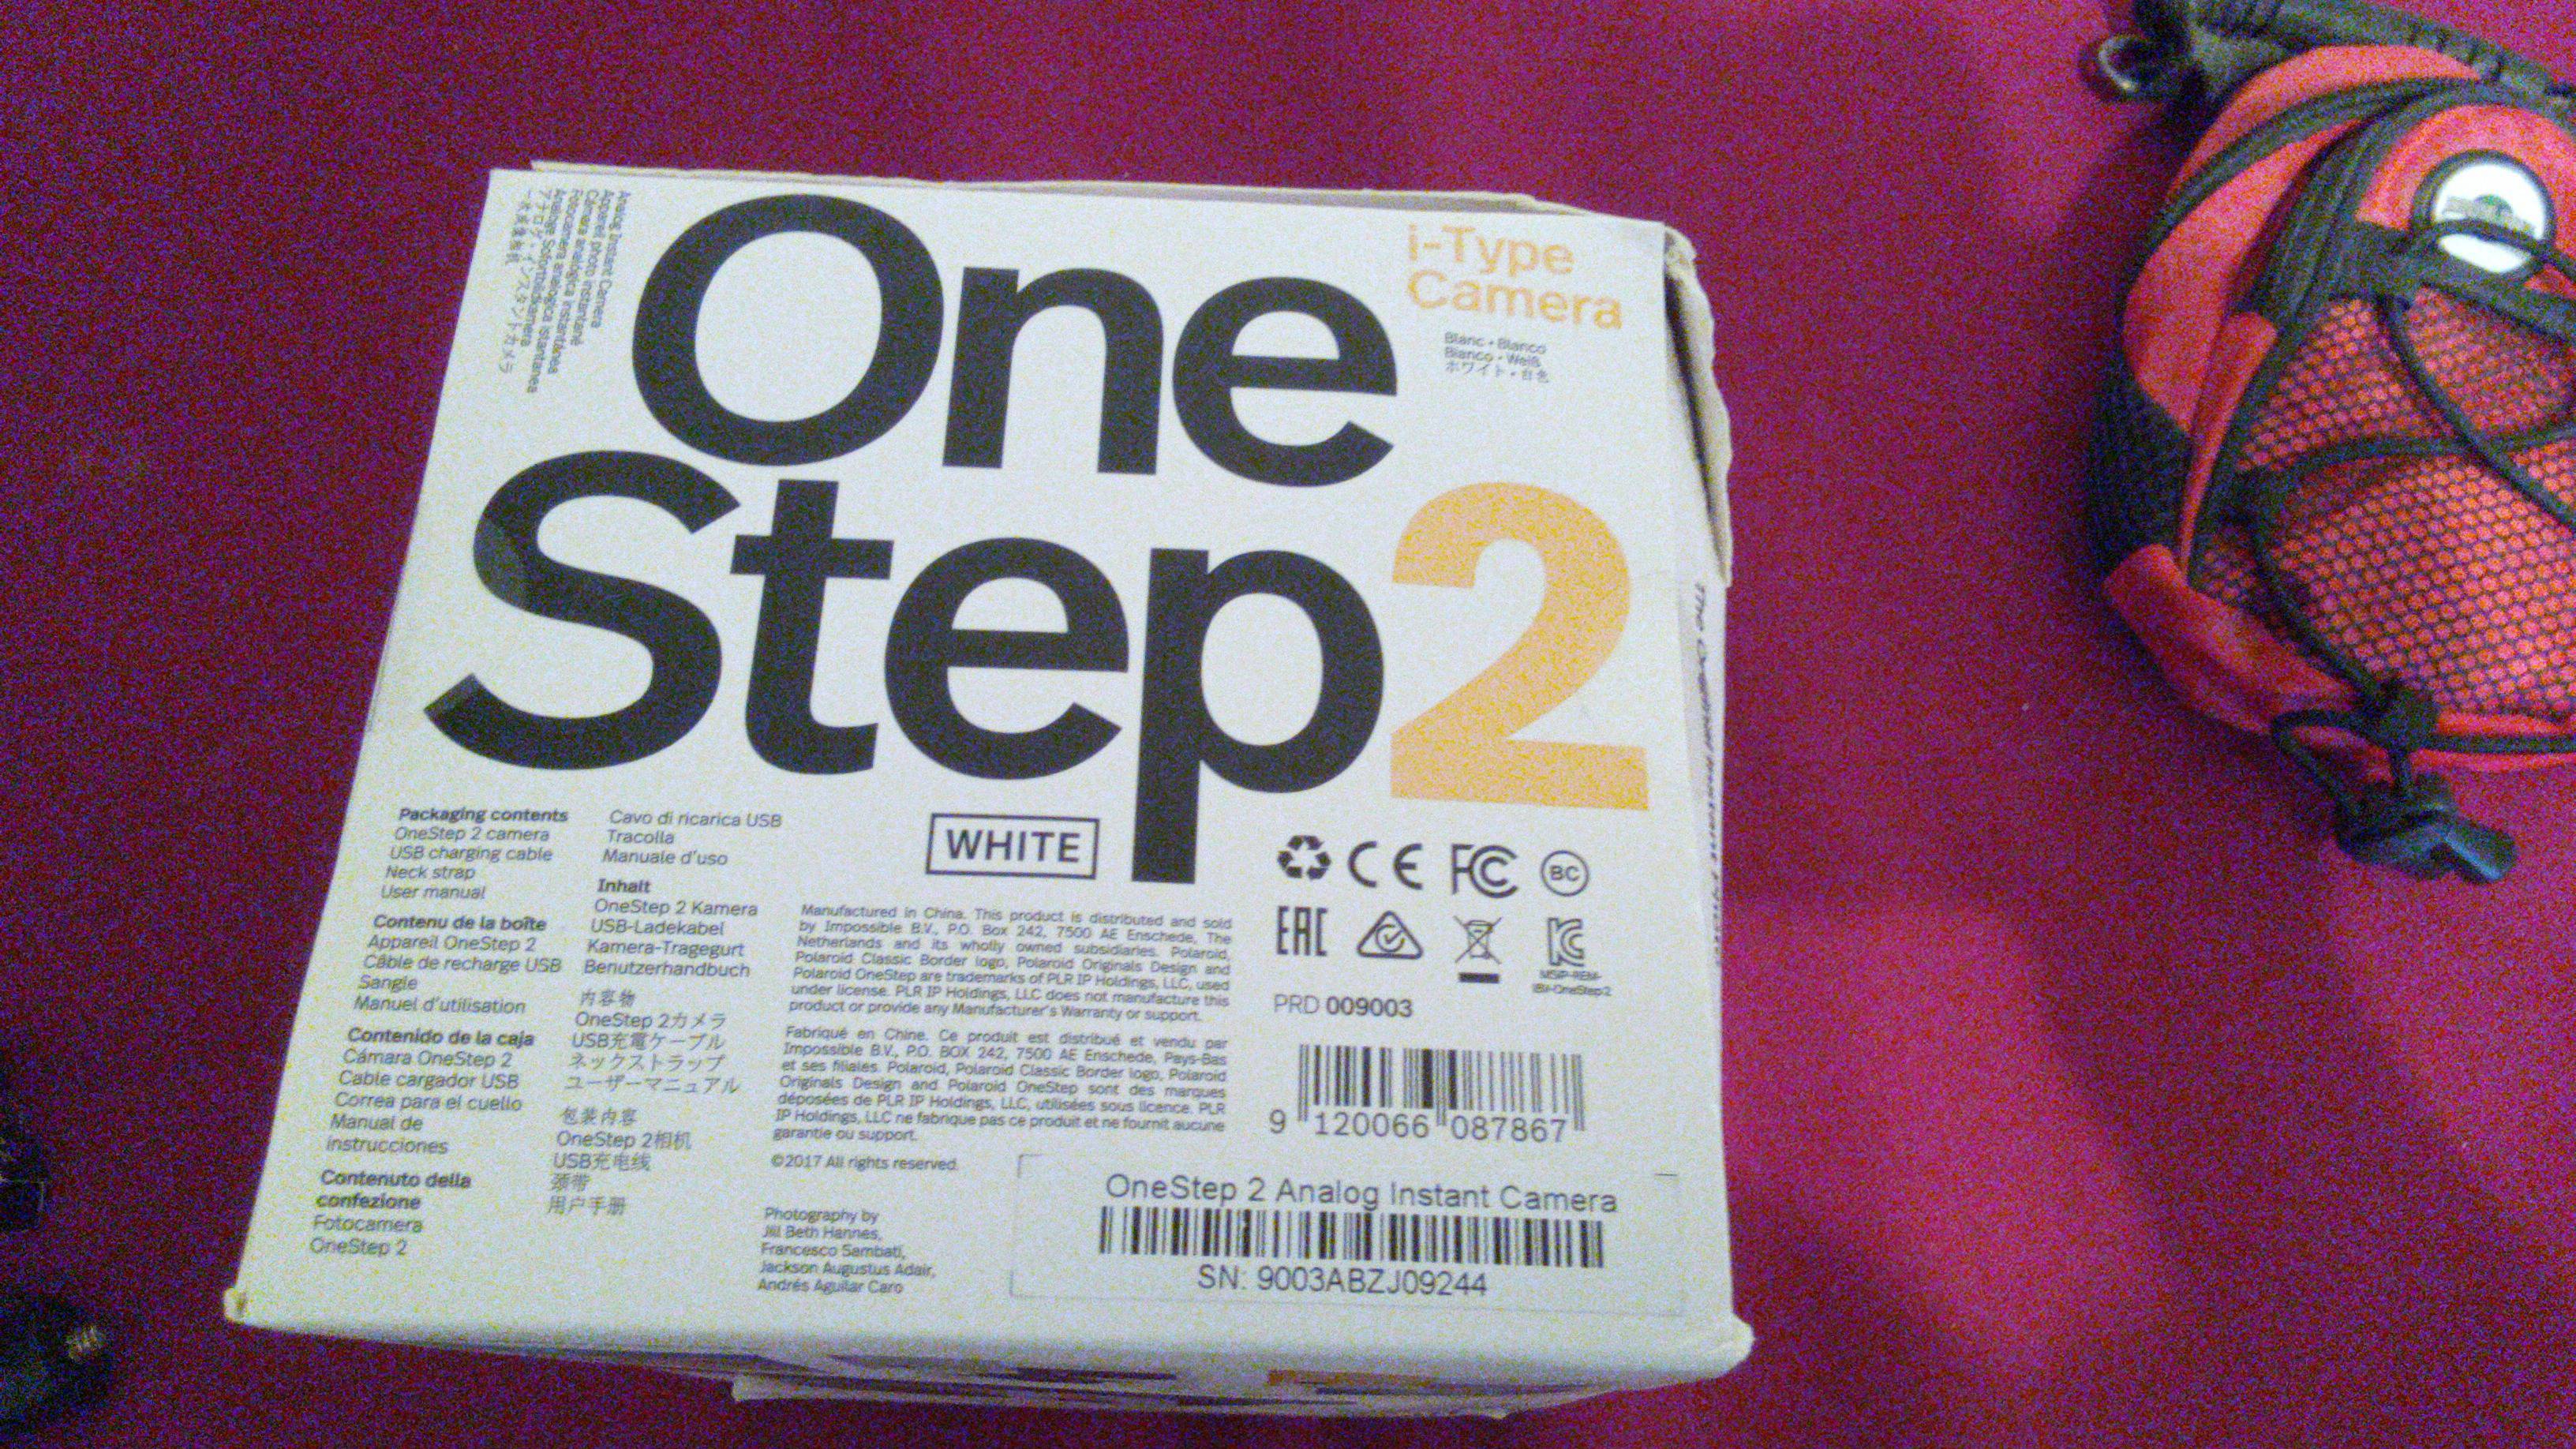 Analog Instant Camera
Appareil photo instantané
Cámara analógica instantánea
Fotocamera analogica istantanea
Analoge Sofortbildkamera
アナログ・インスタントカメラ
One
Step2
i-Type
Camera
Blanc • Blanco
Bianco • Weiß
ホワイト • 白色
WHITE
Packaging contents
OneStep 2 camera
USB charging cable
Neck strap
User manual
Contenu de la boîte
Appareil OneStep 2
Câble de recharge USB
Sangle
Manuel d'utilisation
Contenido de la caja
Cámara OneStep 2
Cable cargador USB
Correa para el cuello
Manual de
instrucciones
Contenuto della
confezione
Fotocamera
OneStep 2
Cavo di ricarica USB
Tracolla
Manuale d'uso
Inhalt
OneStep 2 Kamera
USB-Ladekabel
Kamera-Tragegurt
Benutzerhandbuch
内容物
OneStep 2カメラ
USB充電ケーブル
ネックストラップ
ユーザーマニュアル
包装内容
OneStep 2相机
USB充电线
颈带
用户手册
Manufactured in China. This product is distributed and sold
by Impossible B.V., P.O. Box 242, 7500 AE Enschede, The
Netherlands and its wholly owned subsidiaries. Polaroid,
Polaroid Classic Border logo, Polaroid Originals Design and
Polaroid OneStep are trademarks of PLR IP Holdings, LLC, used
under license. PLR IP Holdings, LLC does not manufacture this
product or provide any Manufacturer's Warranty or support.
Fabriqué en Chine. Ce produit est distribué et vendu par
Impossible B.V., P.O. BOX 242, 7500 AE Enschede, Pays-Bas
et ses filiales. Polaroid, Polaroid Classic Border logo, Polaroid
Originals Design and Polaroid OneStep sont des marques
déposées de PLR IP Holdings, LLC, utilisées sous licence. PLR
IP Holdings, LLC ne fabrique pas ce produit et ne fournit aucune
garantie ou support.
©2017 All rights reserved.
Photography by
Jill Beth Hannes,
Francesco Sambati,
Jackson Augustus Adair,
Andrés Aguilar Caro
CE FC BC
EAC
MSIP-REM-
IBV-OneStep2
PRD 009003
9 120066 087867
OneStep 2 Analog Instant Camera
SN: 9003ABZJ09244